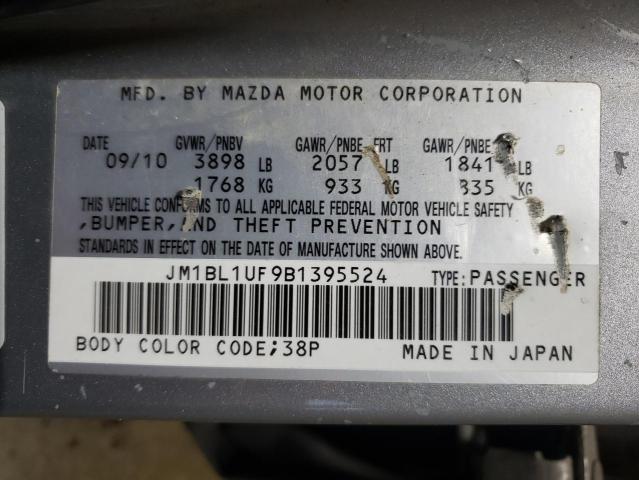 MFD. BY MAZDA MOTOR CORPORATION
DATE GVWR/PNBV GAWR/PNBE FRT GAWR/PNBE
09/10 3898 LB 2057 LB 1841 LB
1768 KG 933 KG 835 KG
THIS VEHICLE CONFORMS TO ALL APPLICABLE FEDERAL MOTOR VEHICLE SAFETY
,BUMPER,AND THEFT PREVENTION
STANDARDS IN EFFECT ON THE DATE OF MANUFACTURE SHOWN ABOVE.
JM1BL1UF9B1395524 TYPE:PASSENGER
BODY COLOR CODE;38P MADE IN JAPAN